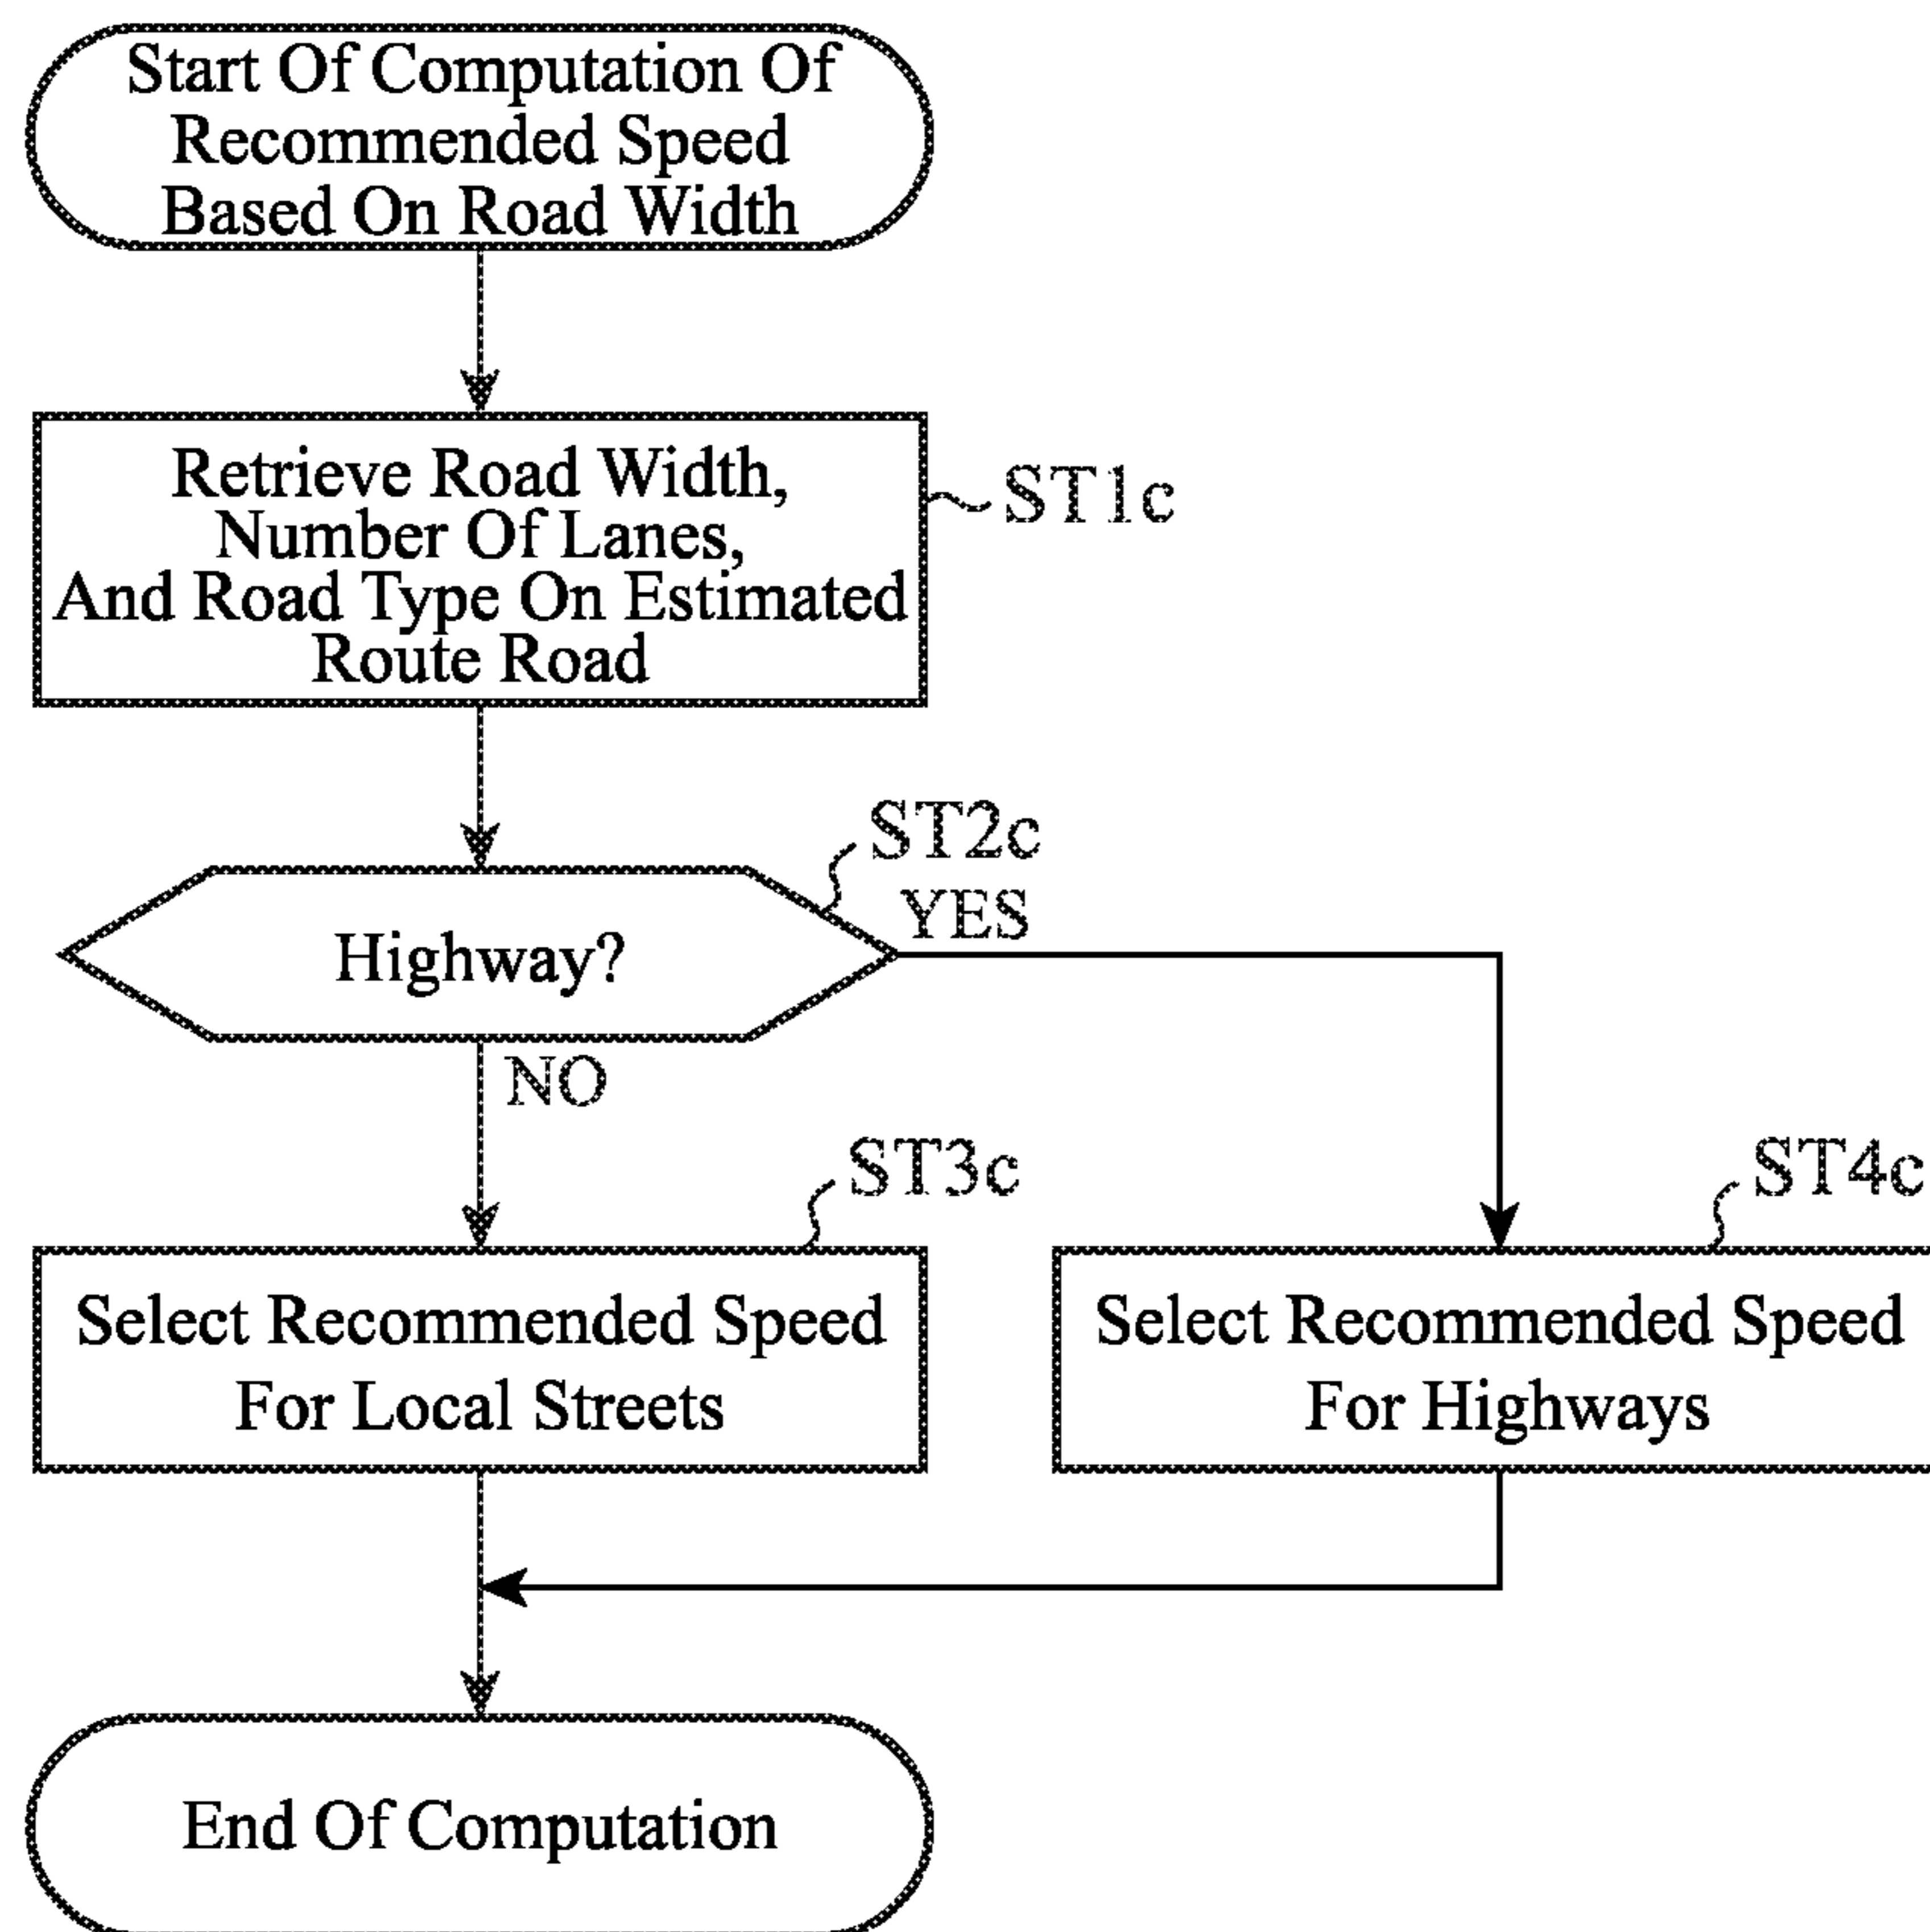 Start Of Computation Of
Recommended Speed
Based On Road Width
Retrieve Road Width,
Number Of Lanes,
And Road Type On Estimated
Route Road
ST1c
ST2c
YES
Highway?
NO
ST3c
Select Recommended Speed
For Local Streets
ST4c
Select Recommended Speed
For Highways
End Of Computation